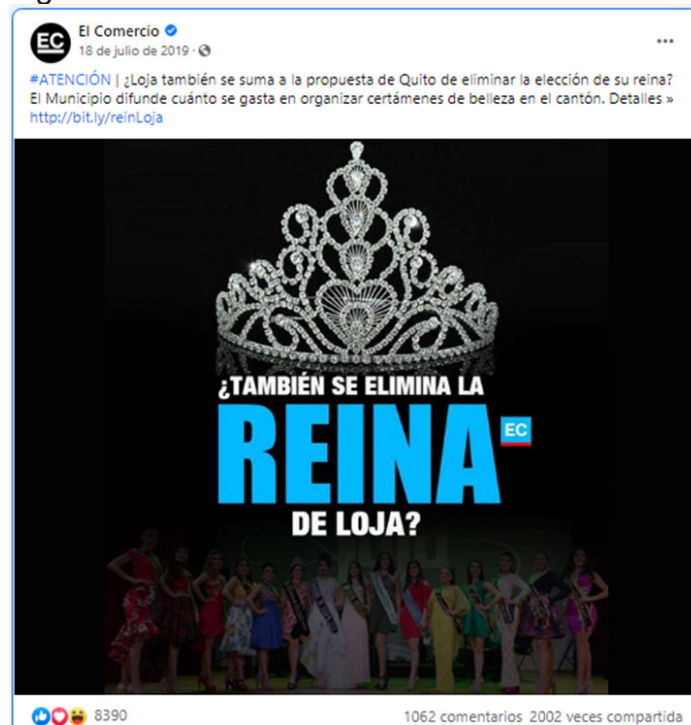 EC
El Comercio
18 de julio de 2019 ·
#ATENCIÓN | ¿Loja también se suma a la propuesta de Quito de eliminar la elección de su reina?
El Municipio difunde cuánto se gasta en organizar certámenes de belleza en el cantón. Detalles »
http://bit.ly/reinLoja
¿TAMBIÉN SE ELIMINA LA
REINA EC
DE LOJA?
8390
1062 comentarios 2002 veces compartida